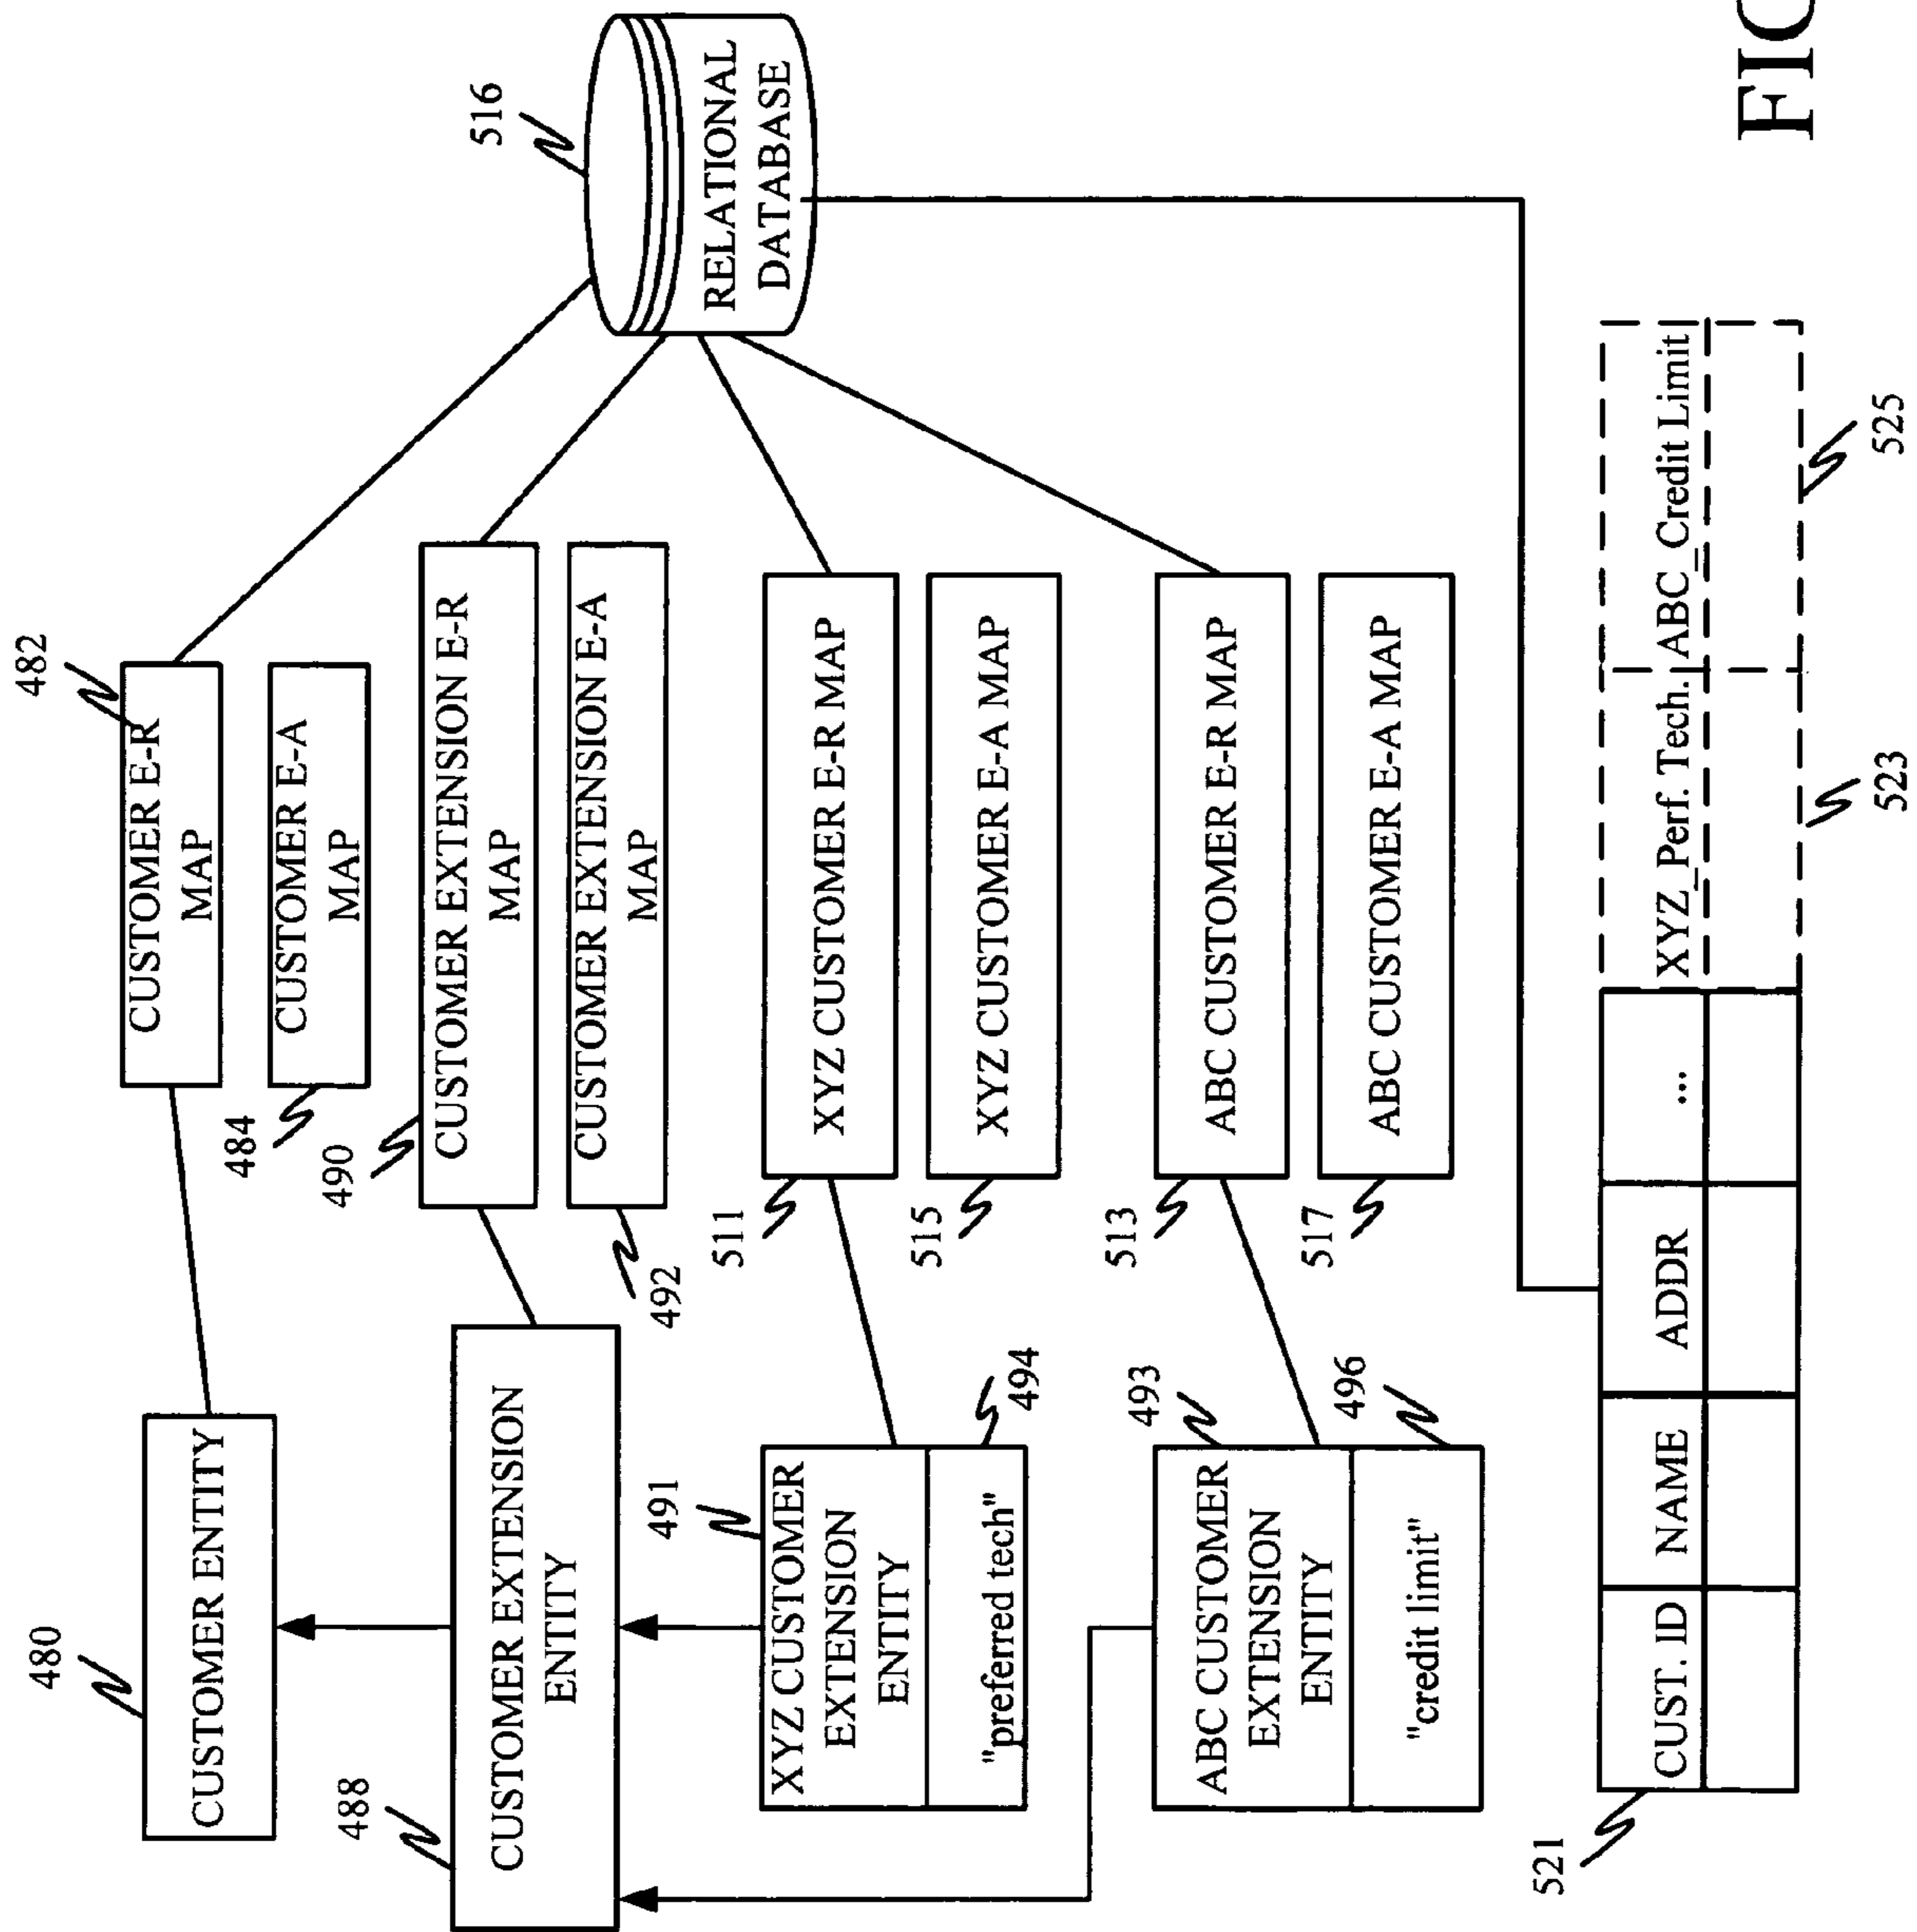 480
CUSTOMER ENTITY
482
CUSTOMER E-R
MAP
484
CUSTOMER E-A
MAP
488
CUSTOMER EXTENSION
ENTITY
490
CUSTOMER EXTENSION E-R
MAP
492
CUSTOMER EXTENSION E-A
MAP
516
RELATIONAL
DATABASE
491
XYZ CUSTOMER
EXTENSION
ENTITY
"preferred tech"
494
511
XYZ CUSTOMER E-R MAP
515
XYZ CUSTOMER E-A MAP
493
ABC CUSTOMER
EXTENSION
ENTITY
496
"credit limit"
513
ABC CUSTOMER E-R MAP
517
ABC CUSTOMER E-A MAP
521
CUST. ID NAME ADDR ... XYZ_Perf. Tech. ABC_Credit Limit
523
525